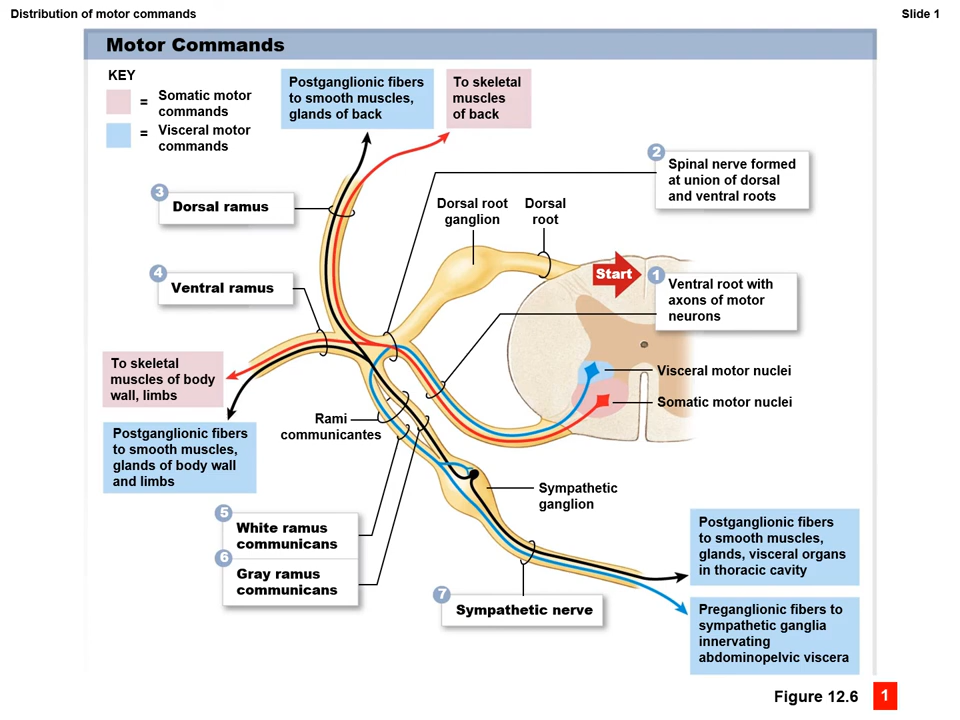 Distribution of motor commands
Slide 1
Motor Commands
KEY
= Somatic motor
commands
= Visceral motor
commands
Postganglionic fibers
to smooth muscles,
glands of back
To skeletal
muscles
of back
2
Spinal nerve formed
at union of dorsal
and ventral roots
3
Dorsal ramus
Dorsal root
ganglion
Dorsal
root
4
Ventral ramus
Start
1
Ventral root with
axons of motor
neurons
To skeletal
muscles of body
wall, limbs
Visceral motor nuclei
Somatic motor nuclei
Postganglionic fibers
to smooth muscles,
glands of body wall
and limbs
Rami
communicantes
Sympathetic
ganglion
5
White ramus
communicans
6
Gray ramus
communicans
7
Sympathetic nerve
Postganglionic fibers
to smooth muscles,
glands, visceral organs
in thoracic cavity
Preganglionic fibers to
sympathetic ganglia
innervating
abdominopelvic viscera
Figure 12.6
1